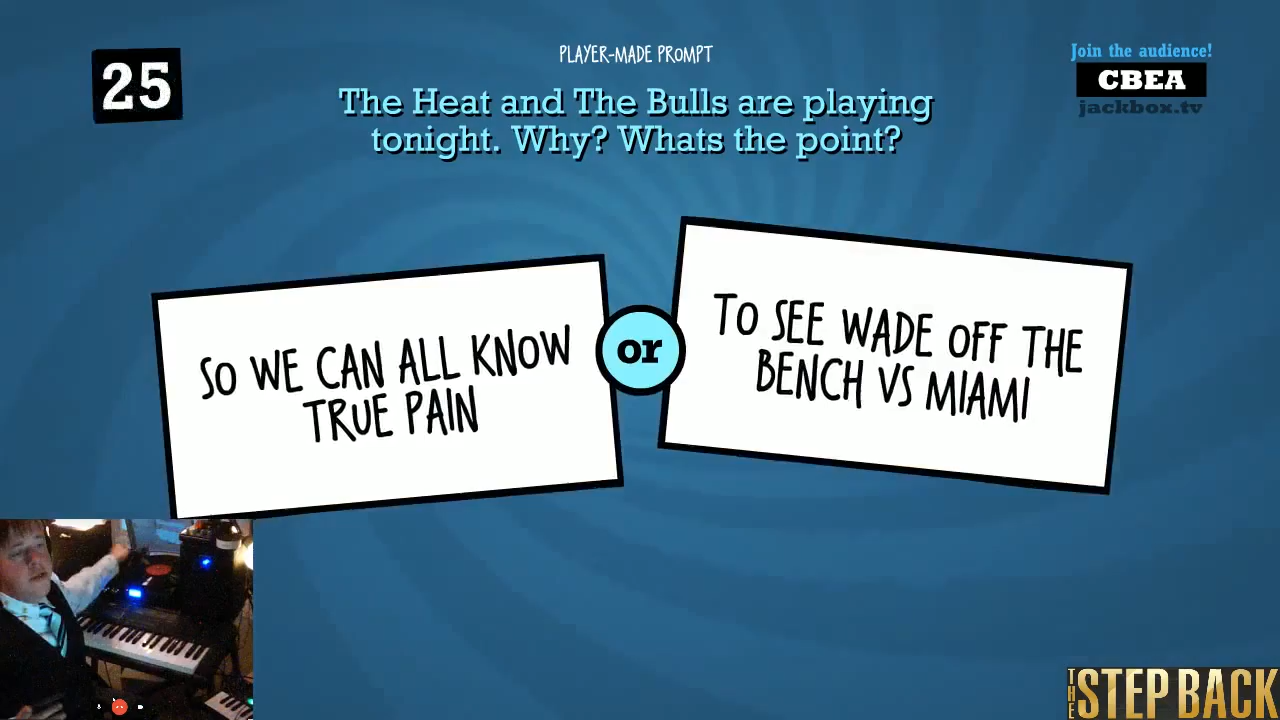 25
PLAYER-MADE PROMPT
The Heat and The Bulls are playing
tonight. Why? Whats the point?
Join the audience!
CBEA
jackbox.tv
SO WE CAN ALL KNOW
TRUE PAIN
or
TO SEE WADE OFF THE
BENCH VS MIAMI
THE STEP BACK